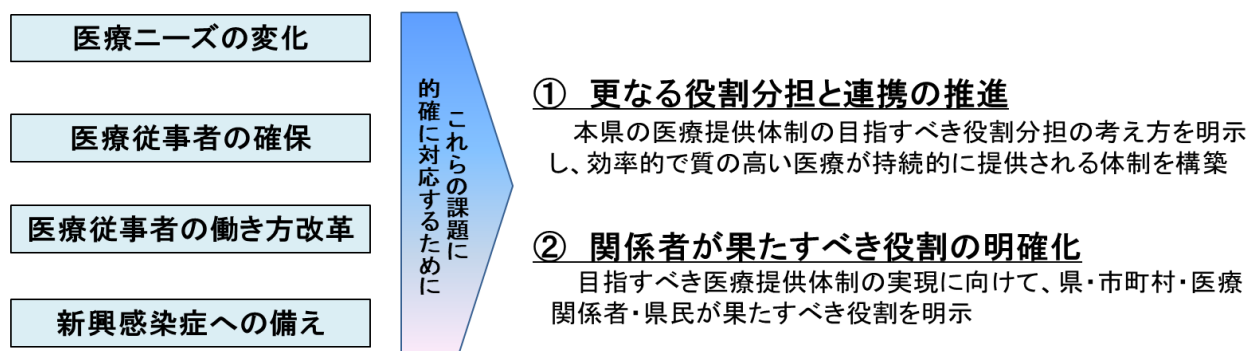 医療ニーズの変化
医療従事者の確保
医療従事者の働き方改革
新興感染症への備え
これらの課題に
的確に対応するために
① 更なる役割分担と連携の推進
本県の医療提供体制の目指すべき役割分担の考え方を明示
し、効率的で質の高い医療が持続的に提供される体制を構築
② 関係者が果たすべき役割の明確化
目指すべき医療提供体制の実現に向けて、県・市町村・医療
関係者・県民が果たすべき役割を明示